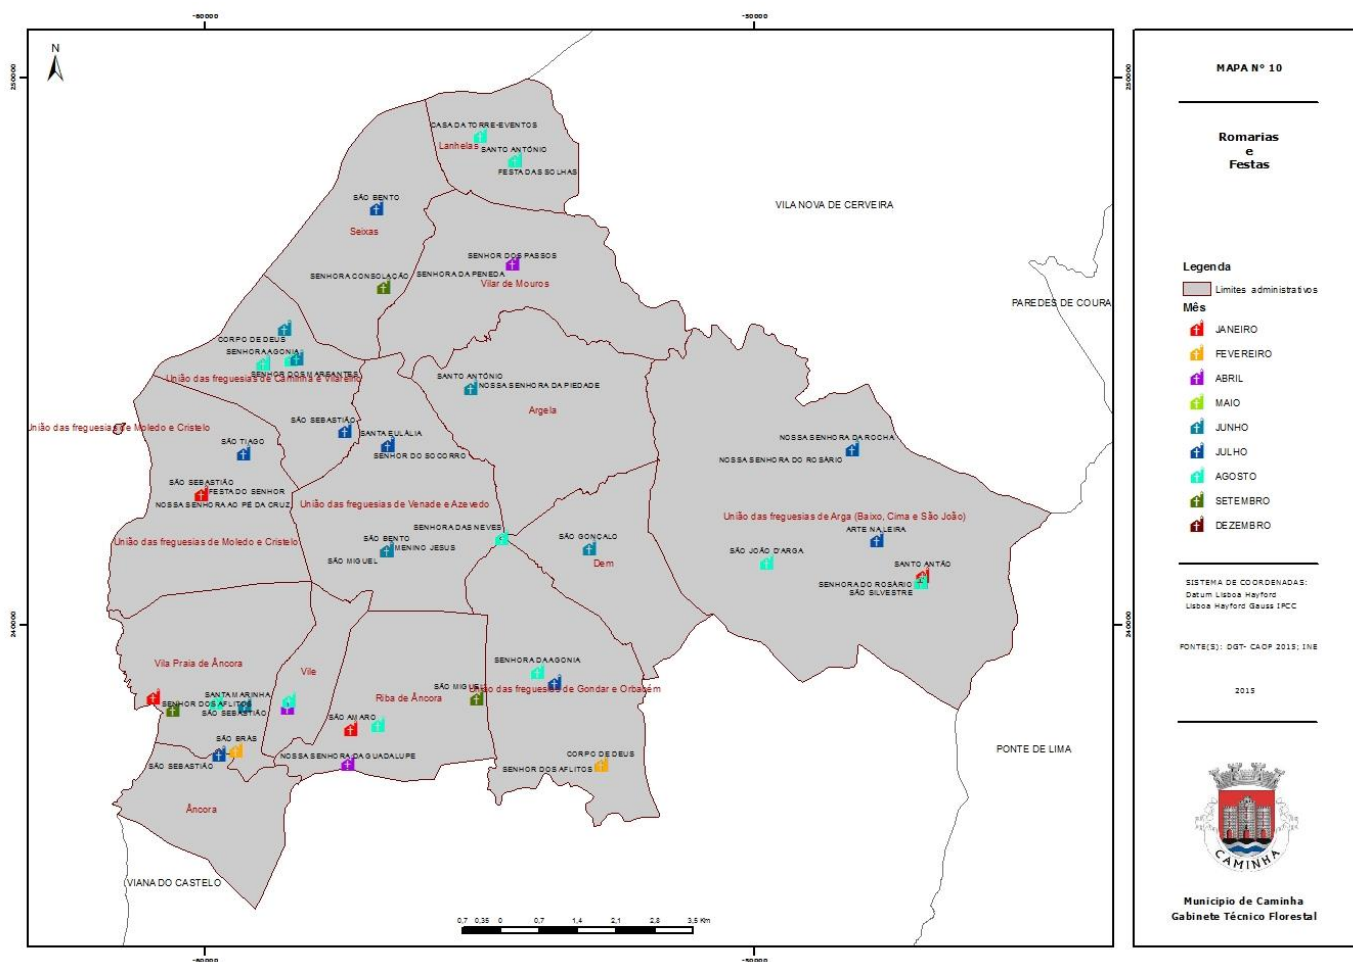 -60000
-50000
250000
250000
N
CASA DA TORRE-EVENTOS
Lanhelas
SANTO ANTÓNIO
FESTA DAS SOLHAS
SÃO BENTO
Seixas
VILA NOVA DE CERVEIRA
SENHOR DOS PASSOS
SENHORA CONSOLAÇÃO
SENHORA DA PENEDA
Vilar de Mouros
PAREDES DE COURA
CORPO DE DEUS
SENHORA AGONIA
SENHOR DOS MAREANTES
União das freguesias de Caminha e Vilarelho
SANTO ANTÓNIO
NOSSA SENHORA DA PIEDADE
Argela
União das freguesias de Moledo e Cristelo
SÃO SEBASTIÃO
SANTA EULÁLIA
SENHOR DO SOCORRO
SÃO TIAGO
NOSSA SENHORA DA ROCHA
NOSSA SENHORA DO ROSÁRIO
SÃO SEBASTIÃO
FESTA DO SENHOR
NOSSA SENHORA AO PÉ DA CRUZ
União das freguesias de Venade e Azevedo
União das freguesias de Arga (Baixo, Cima e São João)
SENHORA DAS NEVES
ARTE NA LEIRA
União das freguesias de Moledo e Cristelo
SÃO BENTO
MENINO JESUS
SÃO MIGUEL
SÃO GONÇALO
Dem
SÃO JOÃO D'ARGA
SANTO ANTÃO
SENHORA DO ROSÁRIO
SÃO SILVESTRE
240000
240000
Vila Praia de Âncora
Vile
SENHORA DA AGONIA
SÃO MIGUEL
União das freguesias de Gondar e Orbacém
Riba de Âncora
SANTA MARINHA
SENHOR DOS AFLITOS
SÃO SEBASTIÃO
SÃO AMARO
SÃO BRÁS
NOSSA SENHORA DA GUADALUPE
CORPO DE DEUS
SENHOR DOS AFLITOS
SÃO SEBASTIÃO
PONTE DE LIMA
Âncora
VIANA DO CASTELO
0,7 0,35 0 0,7 1,4 2,1 2,8 3,5 Km
-60000
-50000
MAPA Nº 10
Romarias
e
Festas
Legenda
Limites administrativos
Mês
JANEIRO
FEVEREIRO
ABRIL
MAIO
JUNHO
JULHO
AGOSTO
SETEMBRO
DEZEMBRO
SISTEMA DE COORDENADAS:
Datum Lisboa Hayford
Lisboa Hayford Gauss IPCC
FONTE(S): DGT- CAOP 2015; INE
2015
CAMINHA
Município de Caminha
Gabinete Técnico Florestal